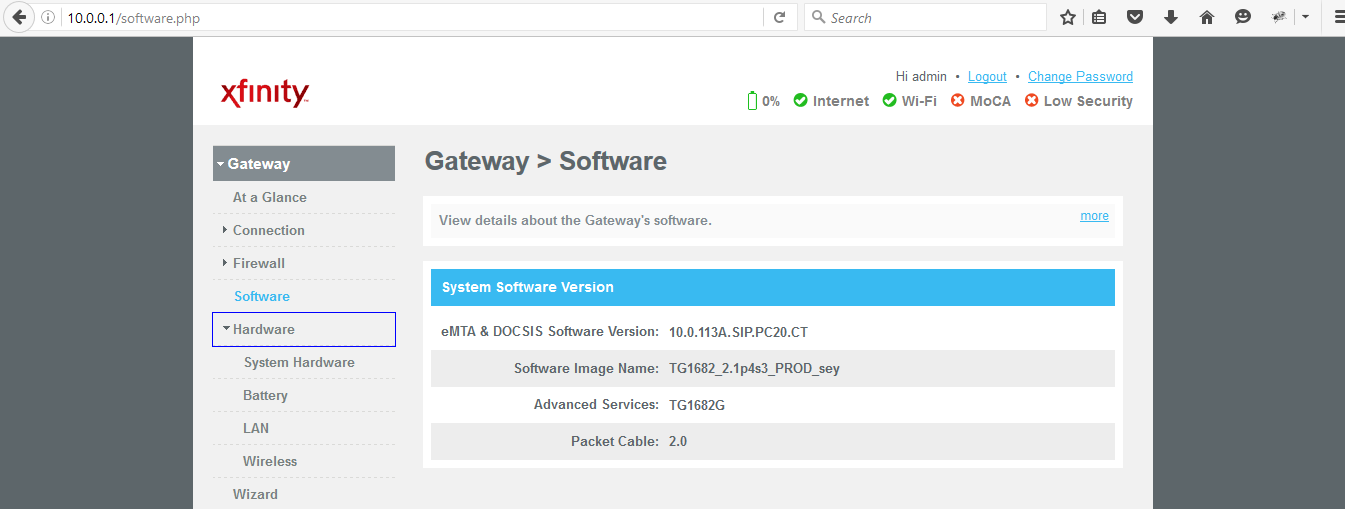 10.0.0.1/software.php
Search
xfinity
Hi admin • Logout • Change Password
0% Internet Wi-Fi MoCA Low Security
Gateway
At a Glance
Connection
Firewall
Software
Hardware
System Hardware
Battery
LAN
Wireless
Wizard
Gateway > Software
View details about the Gateway's software.
more
System Software Version
eMTA & DOCSIS Software Version: 10.0.113A.SIP.PC20.CT
Software Image Name: TG1682_2.1p4s3_PROD_sey
Advanced Services: TG1682G
Packet Cable: 2.0